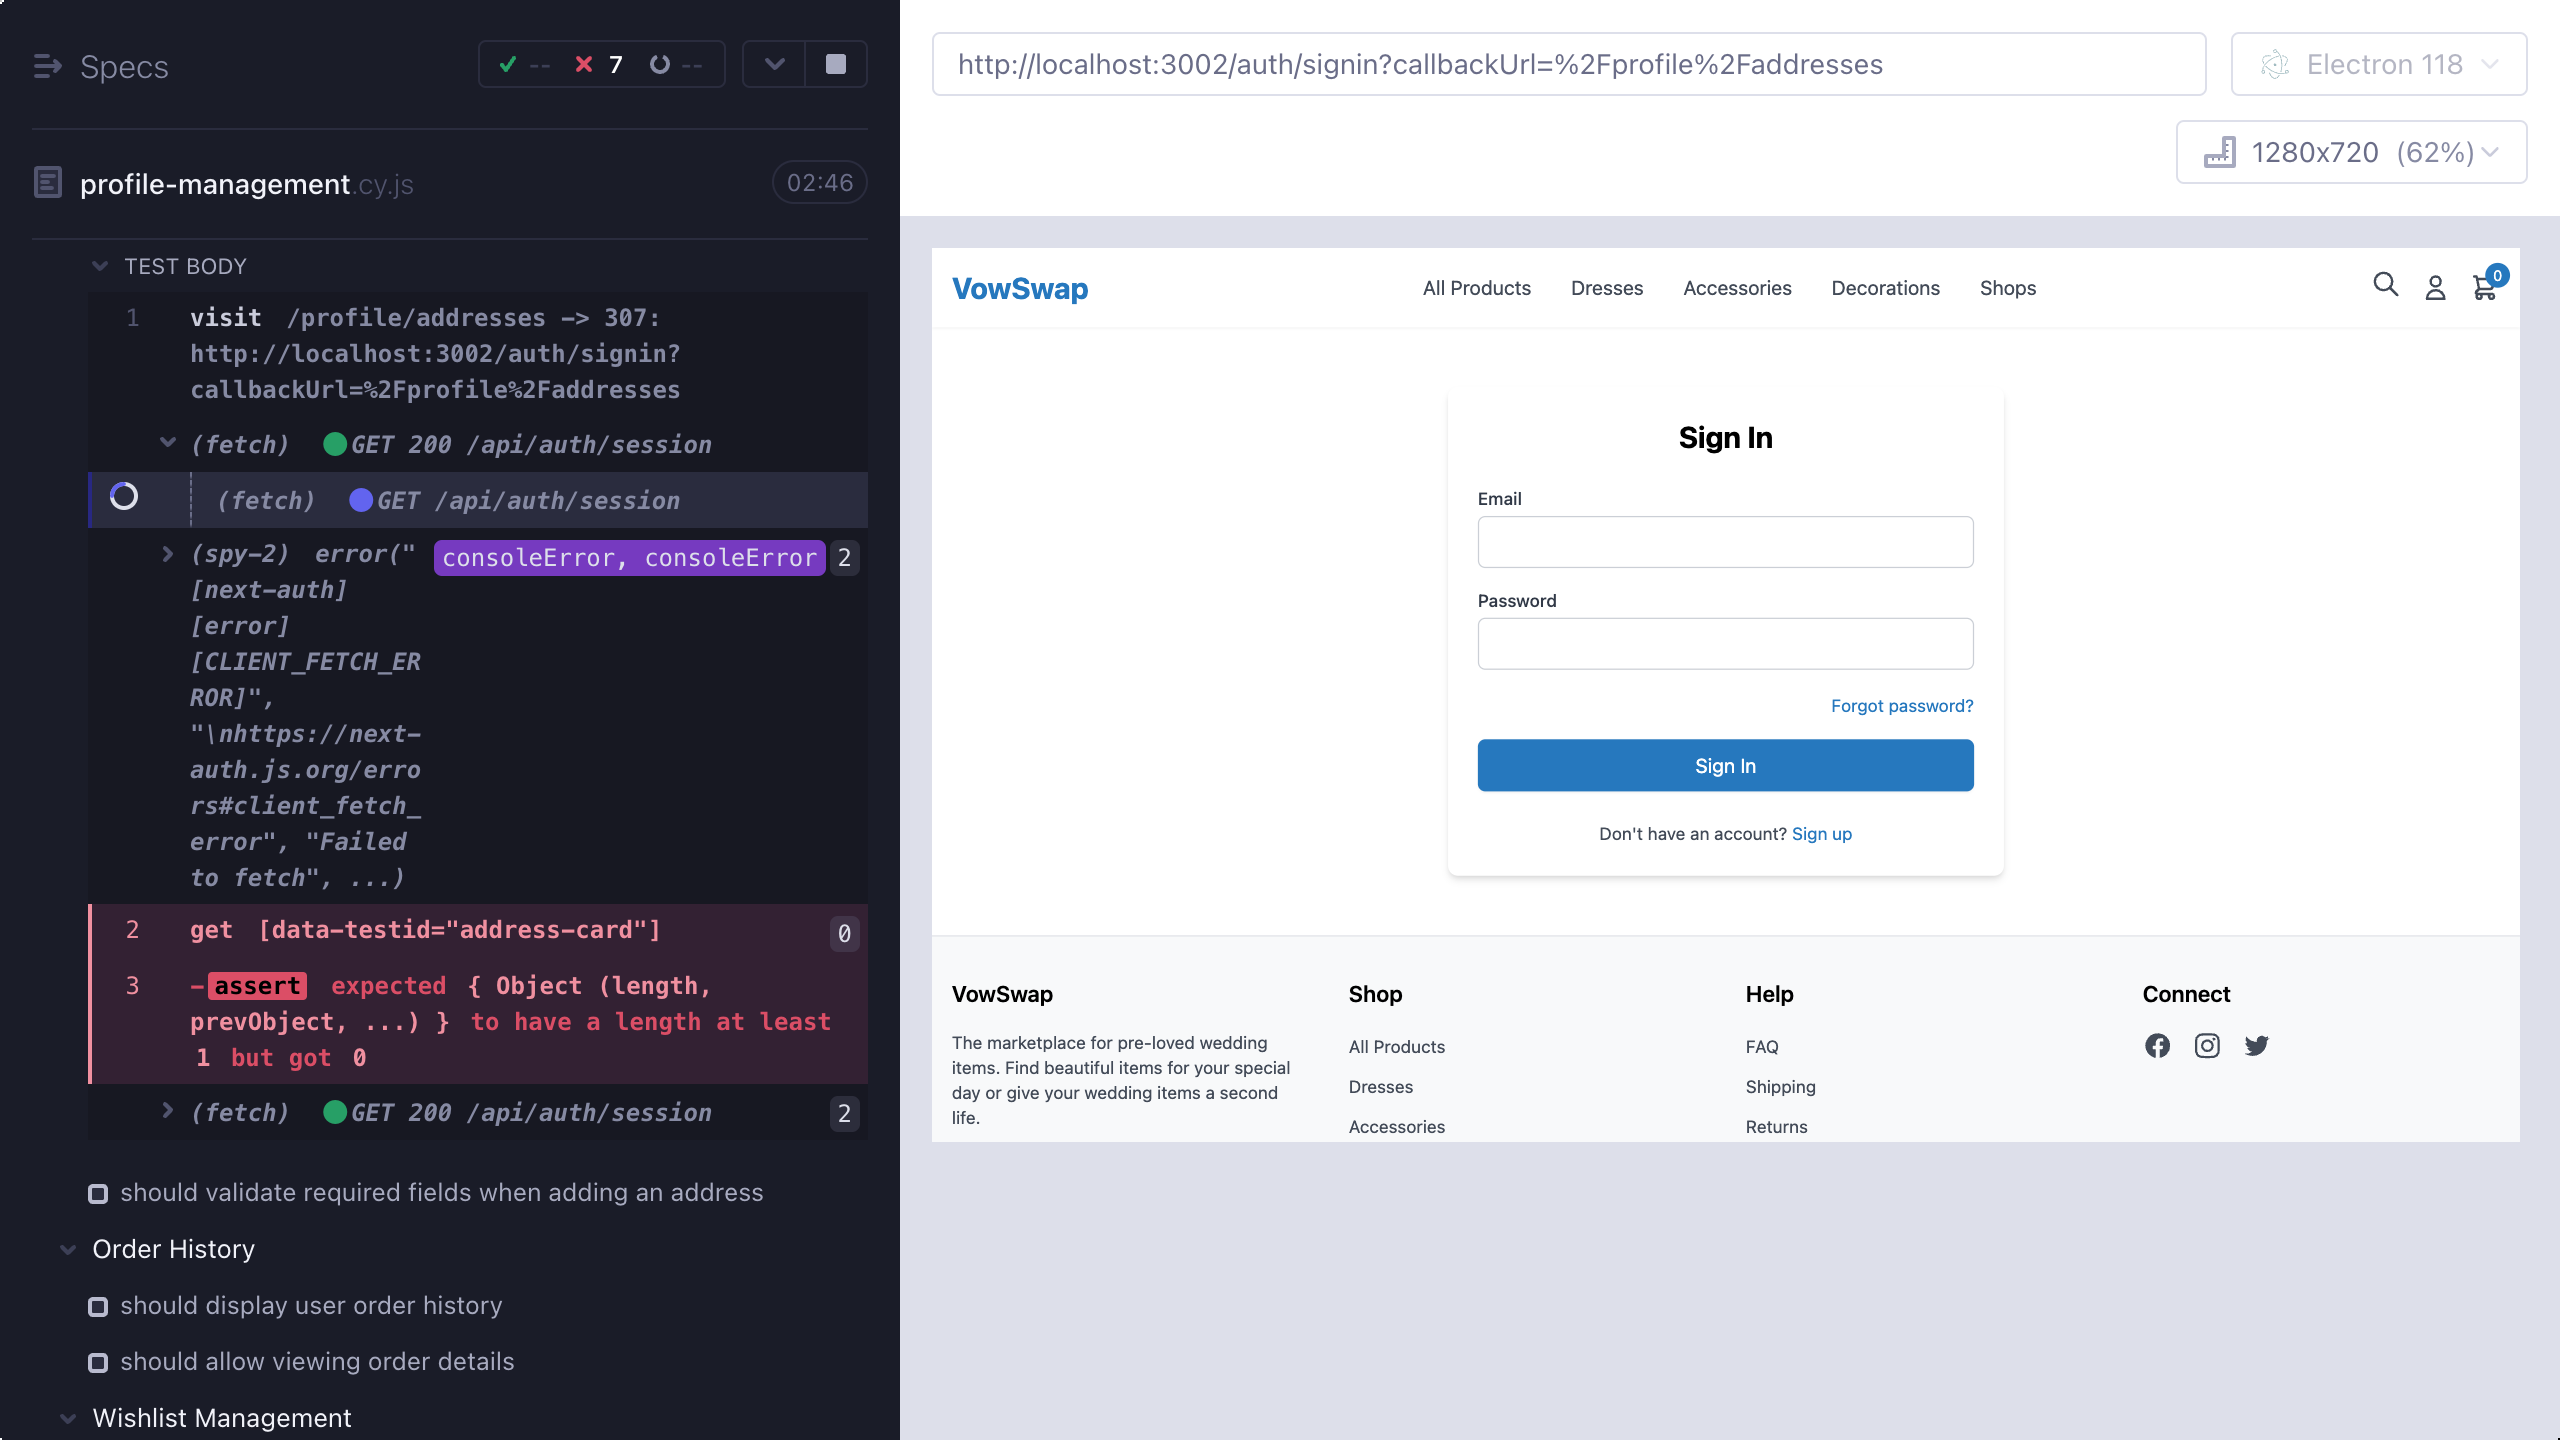 Specs
-- 7 --
profile-management.cy.js
02:46
TEST BODY
1 visit /profile/addresses -> 307:
http://localhost:3002/auth/signin?
callbackUrl=%2Fprofile%2Faddresses
(fetch) GET 200 /api/auth/session
(fetch) GET /api/auth/session
(spy-2) error(" consoleError, consoleError 2
[next-auth]
[error]
[CLIENT_FETCH_ER
ROR]",
"\nhttps://next-
auth.js.org/erro
rs#client_fetch_
error", "Failed
to fetch", ...)
2 get [data-testid="address-card"] 0
3 -assert expected { Object (length,
prevObject, ...) } to have a length at least
1 but got 0
(fetch) GET 200 /api/auth/session 2
should validate required fields when adding an address
Order History
should display user order history
should allow viewing order details
Wishlist Management
http://localhost:3002/auth/signin?callbackUrl=%2Fprofile%2Faddresses
Electron 118
1280x720 (62%)
VowSwap
All Products Dresses Accessories Decorations Shops
0
Sign In
Email
Password
Forgot password?
Sign In
Don't have an account? Sign up
VowSwap
The marketplace for pre-loved wedding
items. Find beautiful items for your special
day or give your wedding items a second
life.
Shop
All Products
Dresses
Accessories
Help
FAQ
Shipping
Returns
Connect